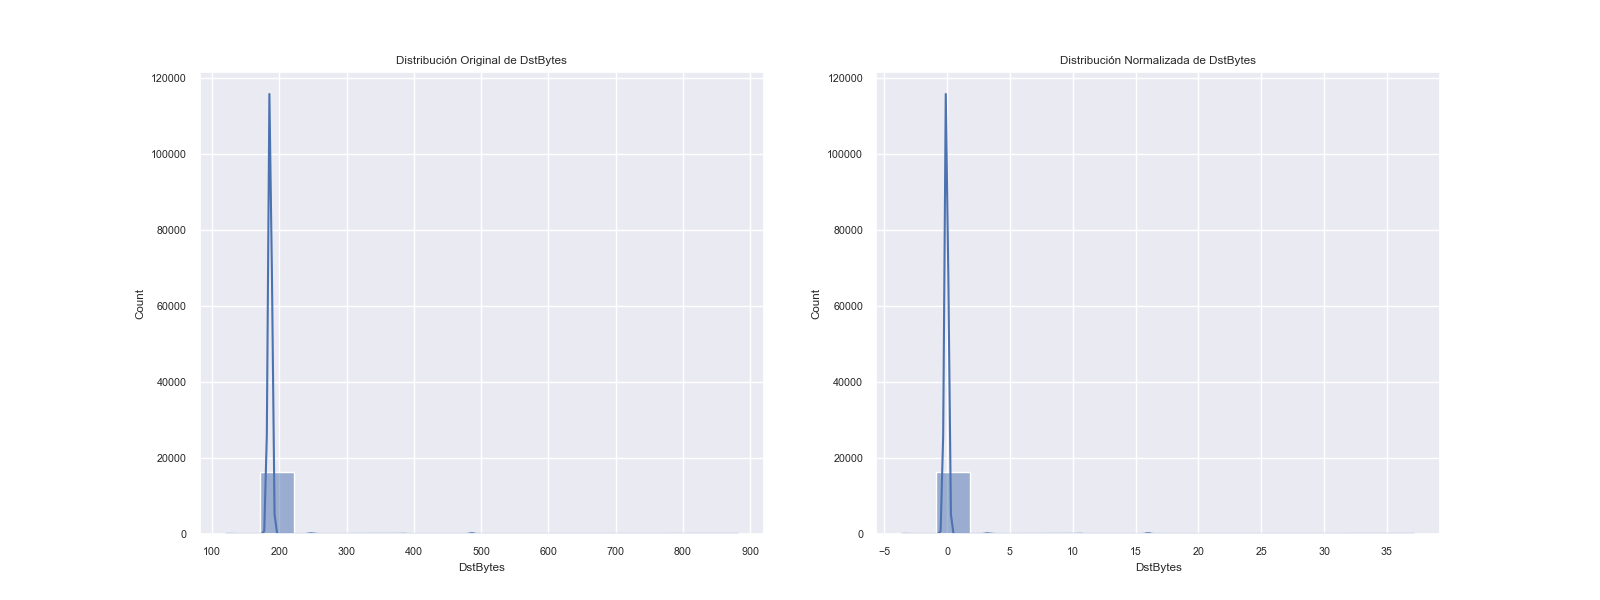 Distribución Original de DstBytes
120000
100000
80000
60000
40000
20000
0
Count
100 200 300 400 500 600 700 800 900
DstBytes
Distribución Normalizada de DstBytes
120000
100000
80000
60000
40000
20000
0
Count
−5 0 5 10 15 20 25 30 35
DstBytes